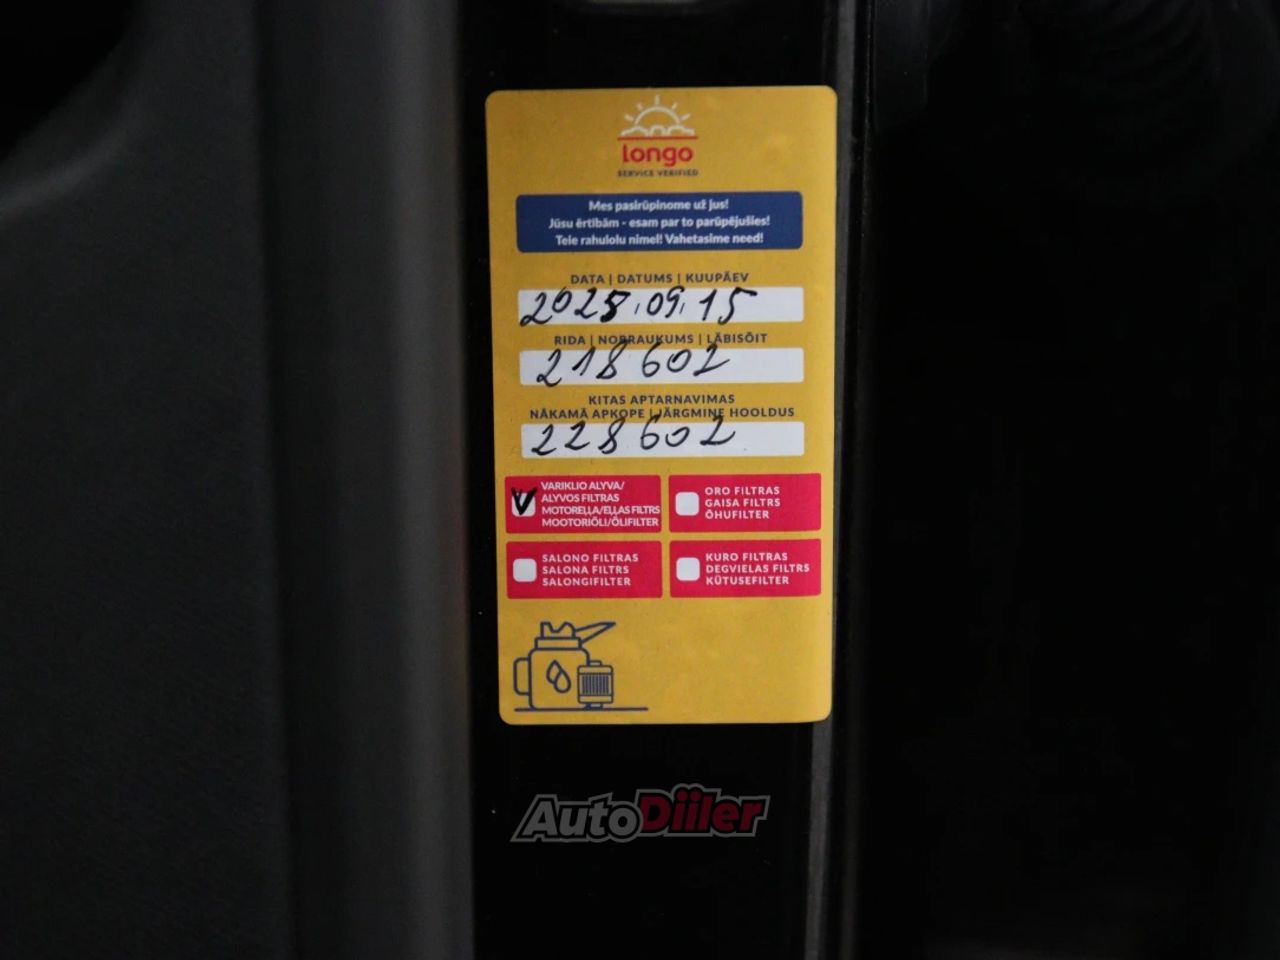 longo
SERVICE VERIFIED
Mes pasirūpinome už jus!
Jūsu ērtībām - esam par to parūpējušies!
Teie rahulolu nimel! Vahetasime need!
DATA | DATUMS | KUUPÄEV
2025.09.15
RIDA | NOBRAUKUMS | LÄBISÕIT
218602
KITAS APTARNAVIMAS
NĀKAMĀ APKOPE | JÄRGMINE HOOLDUS
228602
VARIKLIO ALYVA/
ALYVOS FILTRAS
MOTOREĻĻA/EĻĻAS FILTRS
MOOTORIÕLI/ÕLIFILTER
ORO FILTRAS
GAISA FILTRS
ÕHUFILTER
SALONO FILTRAS
SALONA FILTRS
SALONGIFILTER
KURO FILTRAS
DEGVIELAS FILTRS
KÜTUSEFILTER
AutoDiiler